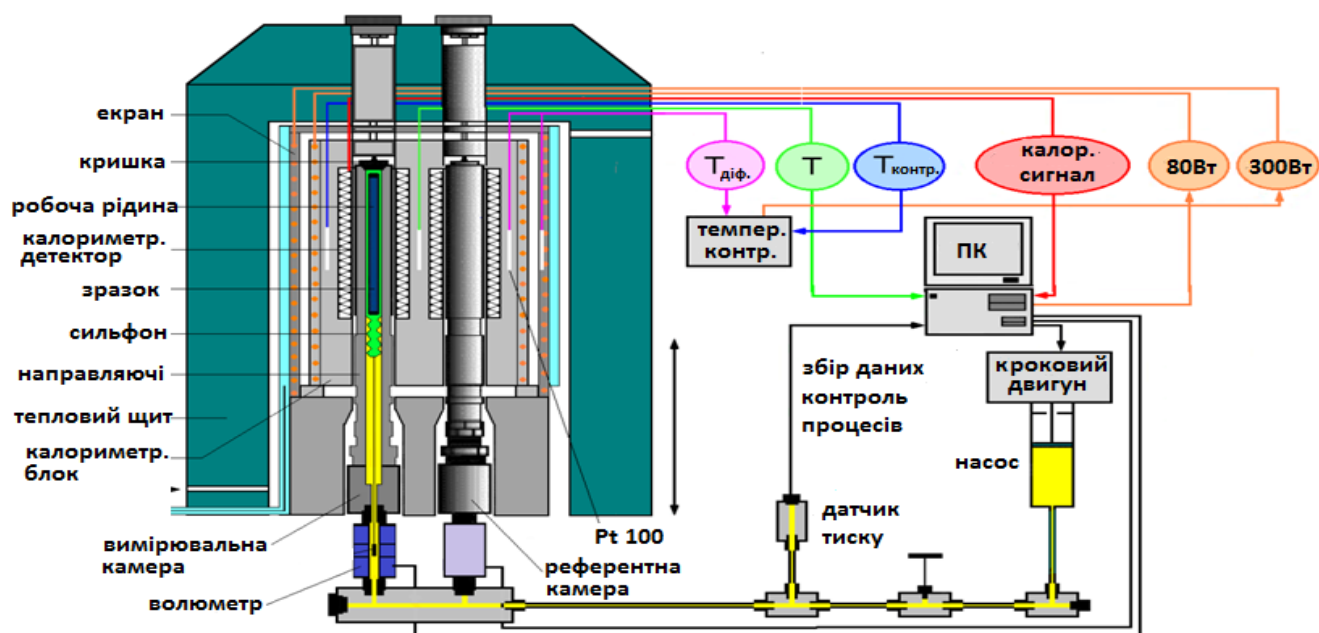 екран
кришка
робоча рідина
калориметр.
детектор
зразок
сильфон
направляючі
тепловий щит
калориметр.
блок
вимірювальна
камера
волюметр
Pt 100
референтна
камера
Tдіф.
T
Tконтр.
калор.
сигнал
80Вт
300Вт
темпер.
контр.
ПК
збір даних
контроль
процесів
кроковий
двигун
насос
датчик
тиску